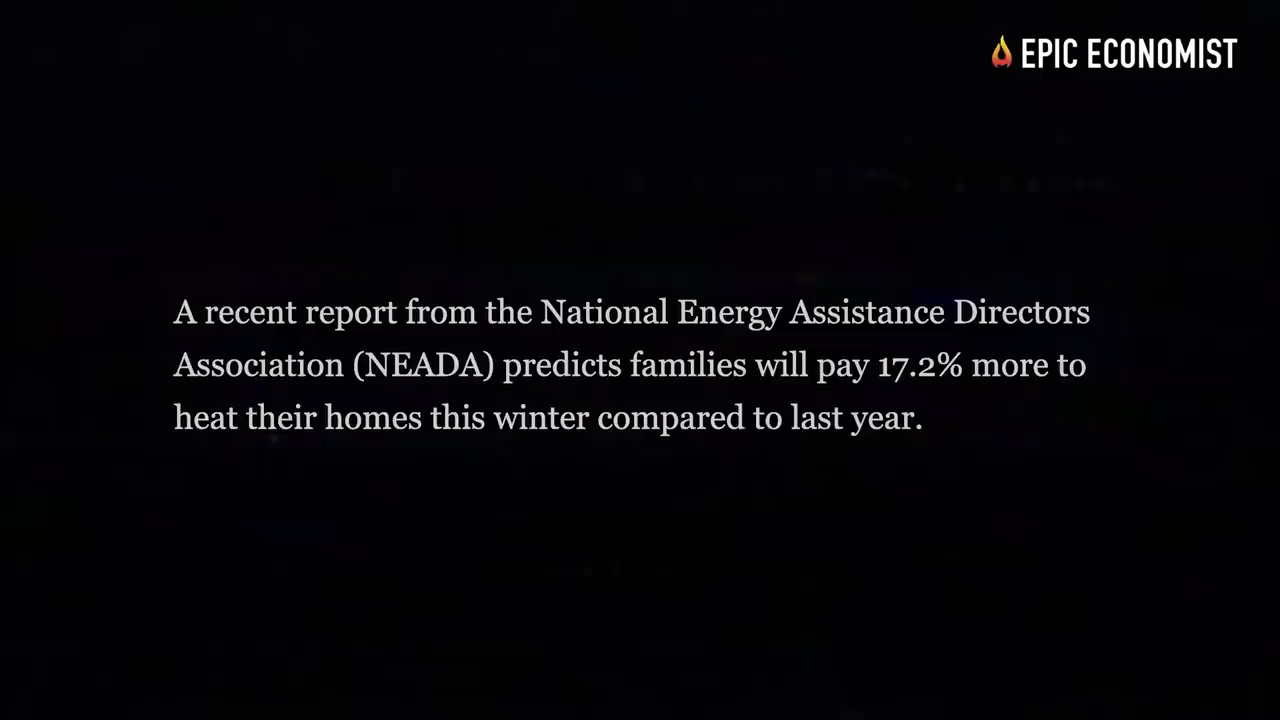 EPIC ECONOMIST
A recent report from the National Energy Assistance Directors
Association (NEADA) predicts families will pay 17.2% more to
heat their homes this winter compared to last year.